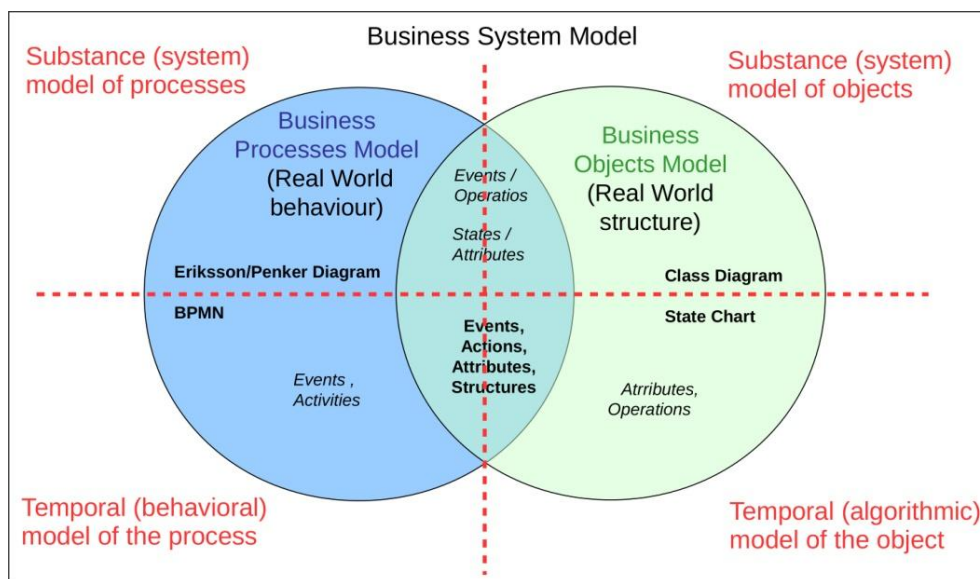 Business System Model
Substance (system)
model of processes
Substance (system)
model of objects
Business
Processes Model
(Real World
behaviour)
Events /
Operatios
States /
Attributes
Business
Objects Model
(Real World
structure)
Eriksson/Penker Diagram
BPMN
Class Diagram
State Chart
Events,
Actions,
Attributes,
Structures
Events ,
Activities
Atrributes,
Operations
Temporal (behavioral)
model of the process
Temporal (algorithmic)
model of the object